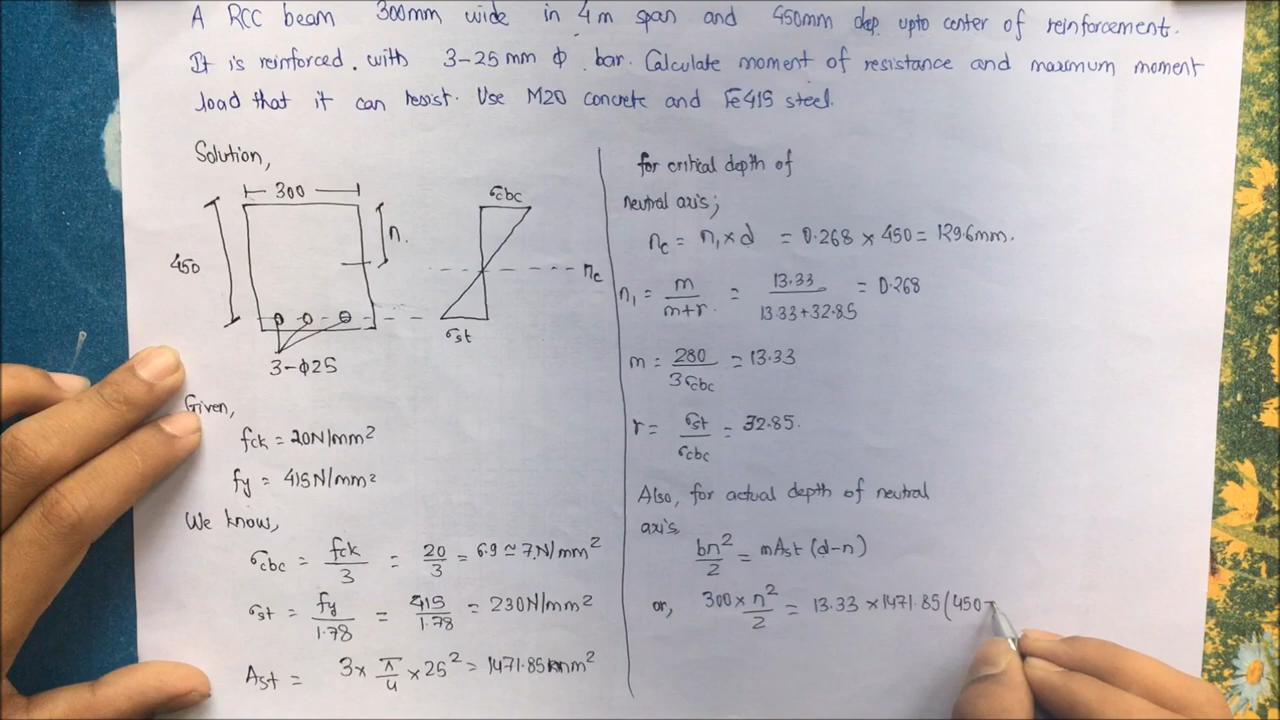 A RCC beam 300mm wide in 4m span and 450mm dep. upto center of reinforcement.
It is reinforced. with 3-25mm ϕ bar. Calculate moment of resistance and maximum moment
load that it can resist. Use M20 concrete and Fe415 steel.
Solution,
300
450
n.
3-ϕ25
σcbc
nc
σst
Given,
fck = 20N/mm²
fy = 415N/mm²
We know,
σcbc = fck/3 = 20/3 = 6.9 ≃ 7N/mm²
σst = fy/1.78 = 415/1.78 = 230N/mm²
Ast = 3× π/4 ×25² = 1471.85mm²
for critical depth of
neutral axis;
nc = n₁×d = 0.268 × 450 = 129.6mm.
n₁ = m/m+r. = 13.33/13.33+32.85 = 0.268
m = 280/3σcbc = 13.33
r = σst/σcbc = 32.85.
Also, for actual depth of neutral
axis
bn²/2 = mAst (d-n)
or, 300× n²/2 = 13.33 ×1471.85(450-